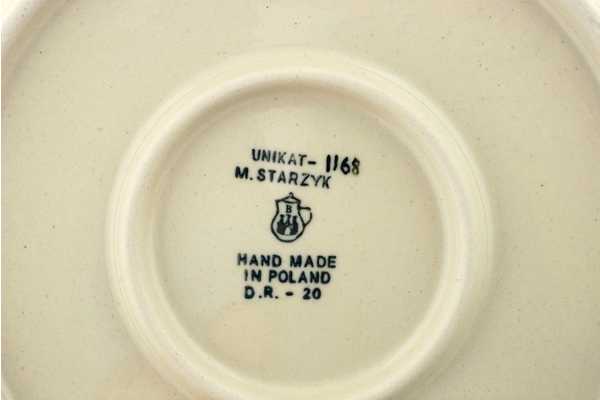 UNIKAT- 1168
M. STARZYK
B
HAND MADE
IN POLAND
D.R. - 20